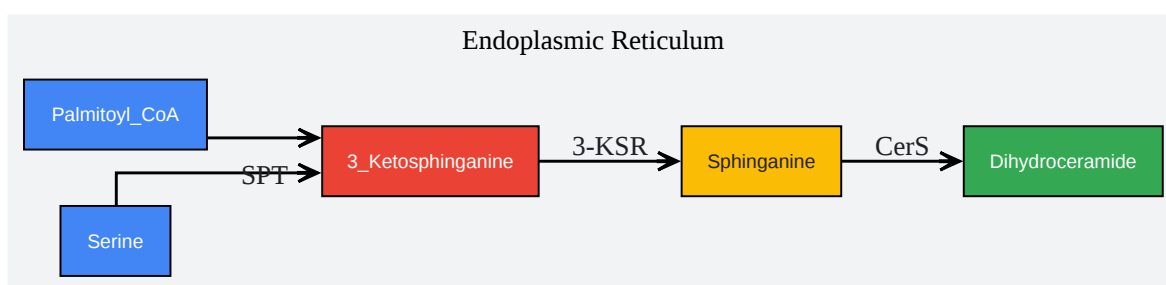 Endoplasmic Reticulum
Palmitoyl_CoA
3_Ketosphinganine
3-KSR
Sphinganine
CerS
Dihydroceramide
SPT
Serine